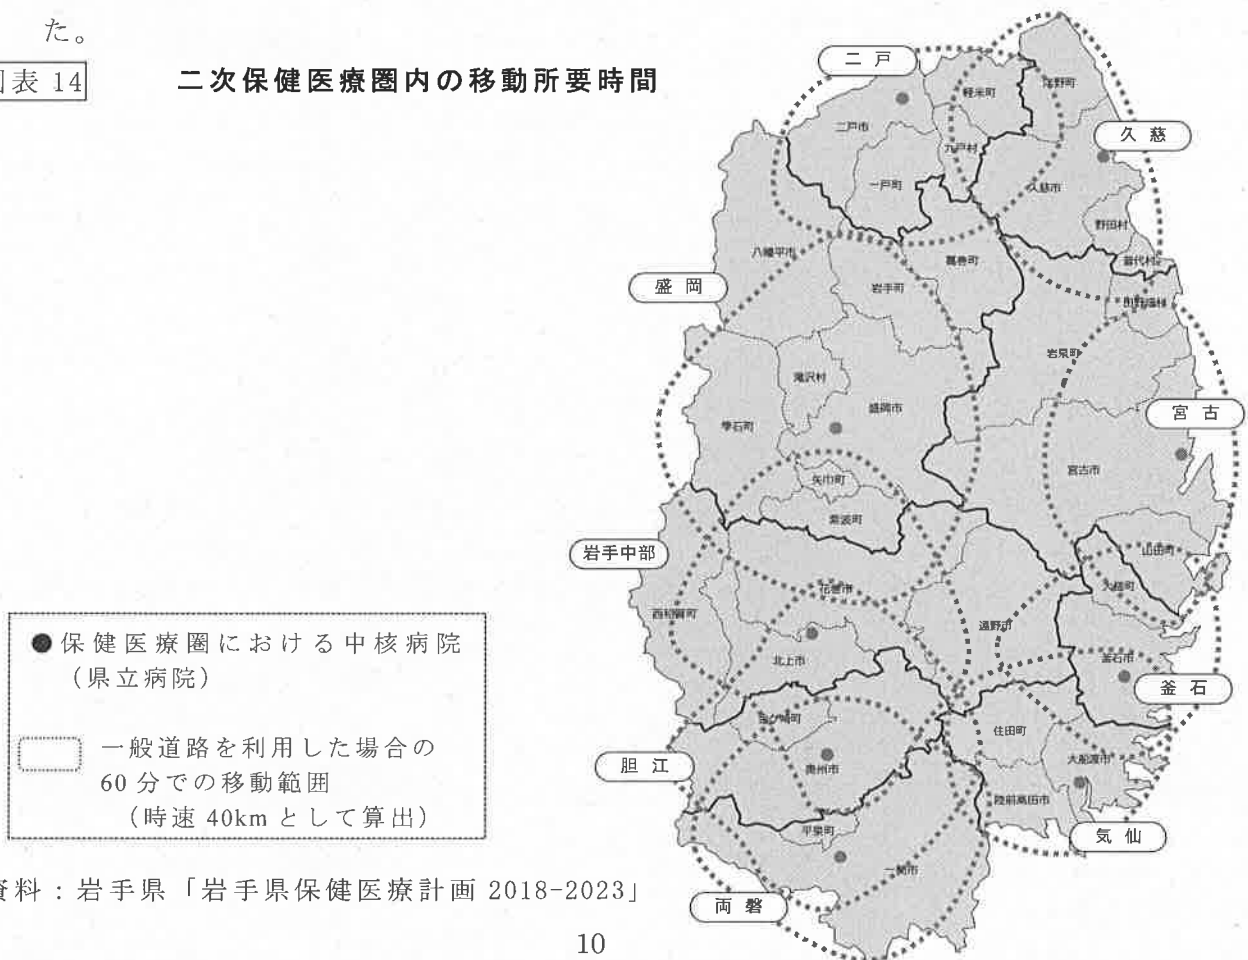 た。
表 14
二次保健医療圏内の移動所要時間
二戸
軽米町
洋野町
二戸市
久慈
九戸村
一戸町
久慈市
野田村
八幡平市
葛巻町
普代村
盛岡
岩手町
田野畑村
岩泉町
滝沢村
盛岡市
宮古
雫石町
宮古市
矢巾町
紫波町
岩手中部
山田町
花巻市
大槌町
西和賀町
遠野市
●保健医療圏における中核病院
(県立病院)
北上市
釜石市
釜石
金ケ崎町
住田町
一般道路を利用した場合の
60分での移動範囲
(時速 40km として算出)
胆江
奥州市
大船渡市
陸前高田市
平泉町
気仙
一関市
資料：岩手県「岩手県保健医療計画 2018-2023」
両磐
10